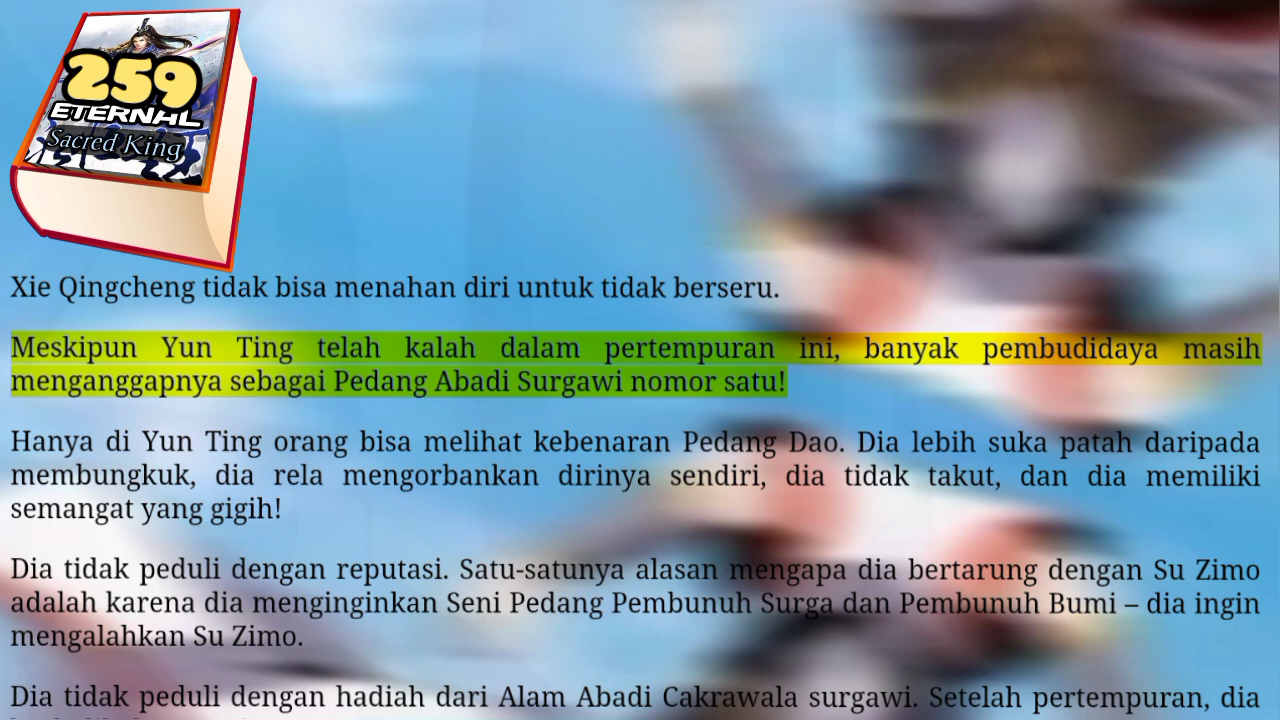 259
ETERNAL
Sacred King
Xie Qingcheng tidak bisa menahan diri untuk tidak berseru.
Meskipun Yun Ting telah kalah dalam pertempuran ini, banyak pembudidaya masih
menganggapnya sebagai Pedang Abadi Surgawi nomor satu!
Hanya di Yun Ting orang bisa melihat kebenaran Pedang Dao. Dia lebih suka patah daripada
membungkuk, dia rela mengorbankan dirinya sendiri, dia tidak takut, dan dia memiliki
semangat yang gigih!
Dia tidak peduli dengan reputasi. Satu-satunya alasan mengapa dia bertarung dengan Su Zimo
adalah karena dia menginginkan Seni Pedang Pembunuh Surga dan Pembunuh Bumi – dia ingin
mengalahkan Su Zimo.
Dia tidak peduli dengan hadiah dari Alam Abadi Cakrawala surgawi. Setelah pertempuran, dia